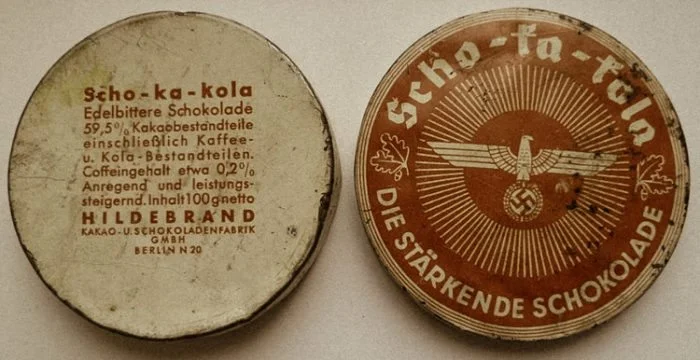 Scho-ka-kola
Edelbittere Schokolade
59,5% Kakaobestandteile
einschließlich Kaffee-
u. Kola-Bestandteilen.
Coffeingehalt etwa 0,2%
Anregend und leistungs-
steigernd. Inhalt 100 g netto
HILDEBRAND
KAKAO-U.SCHOKOLADENFABRIK
GMBH
BERLIN N 20
Scho-ka-kola
DIE STÄRKENDE SCHOKOLADE